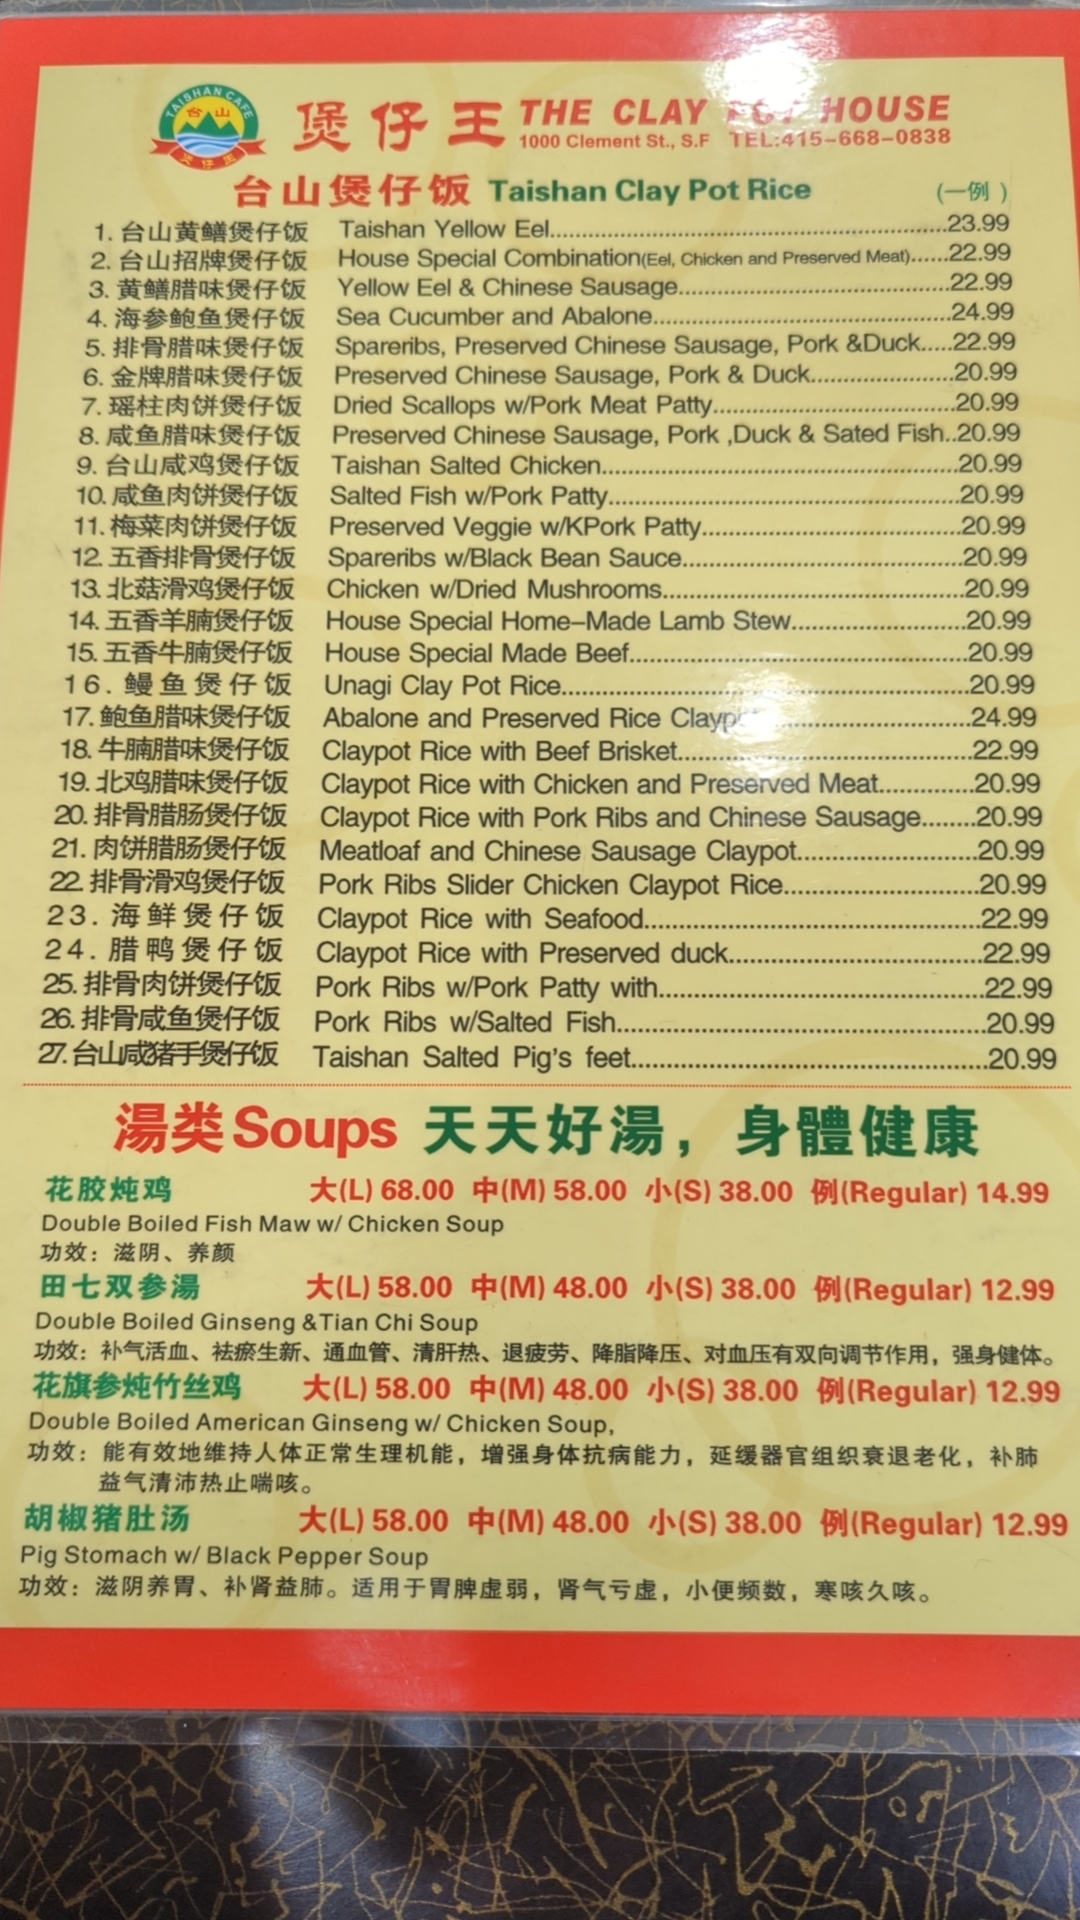 TAISHAN CAFE
台山
煲仔王 THE CLAY POT HOUSE
1000 Clement St., S.F TEL:415-668-0838
台山煲仔饭 Taishan Clay Pot Rice (一例)
1. 台山黄鳝煲仔饭 Taishan Yellow Eel 23.99
2. 台山招牌煲仔饭 House Special Combination(Eel, Chicken and Preserved Meat) 22.99
3. 黄鳝腊味煲仔饭 Yellow Eel & Chinese Sausage 22.99
4. 海参鲍鱼煲仔饭 Sea Cucumber and Abalone 24.99
5. 排骨腊味煲仔饭 Spareribs, Preserved Chinese Sausage, Pork &Duck 22.99
6. 金牌腊味煲仔饭 Preserved Chinese Sausage, Pork & Duck 20.99
7. 瑶柱肉饼煲仔饭 Dried Scallops w/Pork Meat Patty 20.99
8. 咸鱼腊味煲仔饭 Preserved Chinese Sausage, Pork ,Duck & Sated Fish 20.99
9. 台山咸鸡煲仔饭 Taishan Salted Chicken 20.99
10. 咸鱼肉饼煲仔饭 Salted Fish w/Pork Patty 20.99
11. 梅菜肉饼煲仔饭 Preserved Veggie w/KPork Patty 20.99
12. 五香排骨煲仔饭 Spareribs w/Black Bean Sauce 20.99
13. 北菇滑鸡煲仔饭 Chicken w/Dried Mushrooms 20.99
14. 五香羊腩煲仔饭 House Special Home-Made Lamb Stew 20.99
15. 五香牛腩煲仔饭 House Special Made Beef 20.99
16. 鳗鱼煲仔饭 Unagi Clay Pot Rice 20.99
17. 鲍鱼腊味煲仔饭 Abalone and Preserved Rice Claypot 24.99
18. 牛腩腊味煲仔饭 Claypot Rice with Beef Brisket 22.99
19. 北鸡腊味煲仔饭 Claypot Rice with Chicken and Preserved Meat 20.99
20. 排骨腊肠煲仔饭 Claypot Rice with Pork Ribs and Chinese Sausage 20.99
21. 肉饼腊肠煲仔饭 Meatloaf and Chinese Sausage Claypot 20.99
22. 排骨滑鸡煲仔饭 Pork Ribs Slider Chicken Claypot Rice 20.99
23. 海鲜煲仔饭 Claypot Rice with Seafood 22.99
24. 腊鸭煲仔饭 Claypot Rice with Preserved duck 22.99
25. 排骨肉饼煲仔饭 Pork Ribs w/Pork Patty with 22.99
26. 排骨咸鱼煲仔饭 Pork Ribs w/Salted Fish 20.99
27. 台山咸猪手煲仔饭 Taishan Salted Pig's feet 20.99
湯类Soups 天天好湯，身體健康
花胶炖鸡 大(L) 68.00 中(M) 58.00 小(S) 38.00 例(Regular) 14.99
Double Boiled Fish Maw w/ Chicken Soup
功效：滋阴、养颜
田七双参湯 大(L) 58.00 中(M) 48.00 小(S) 38.00 例(Regular) 12.99
Double Boiled Ginseng &Tian Chi Soup
功效：补气活血、祛瘀生新、通血管、清肝热、退疲劳、降脂降压、对血压有双向调节作用，强身健体。
花旗参炖竹丝鸡 大(L) 58.00 中(M) 48.00 小(S) 38.00 例(Regular) 12.99
Double Boiled American Ginseng w/ Chicken Soup,
功效：能有效地维持人体正常生理机能，增强身体抗病能力，延缓器官组织衰退老化，补肺
益气清沛热止喘咳。
胡椒猪肚汤 大(L) 58.00 中(M) 48.00 小(S) 38.00 例(Regular) 12.99
Pig Stomach w/ Black Pepper Soup
功效：滋阴养胃、补肾益肺。适用于胃脾虚弱，肾气亏虚，小便频数，寒咳久咳。